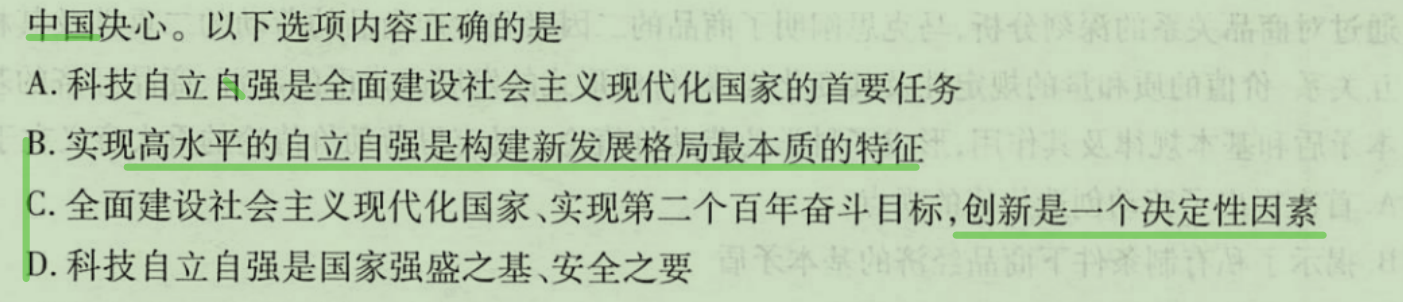 中国决心。以下选项内容正确的是
A. 科技自立自强是全面建设社会主义现代化国家的首要任务
B. 实现高水平的自立自强是构建新发展格局最本质的特征
C. 全面建设社会主义现代化国家、实现第二个百年奋斗目标,创新是一个决定性因素
D. 科技自立自强是国家强盛之基、安全之要